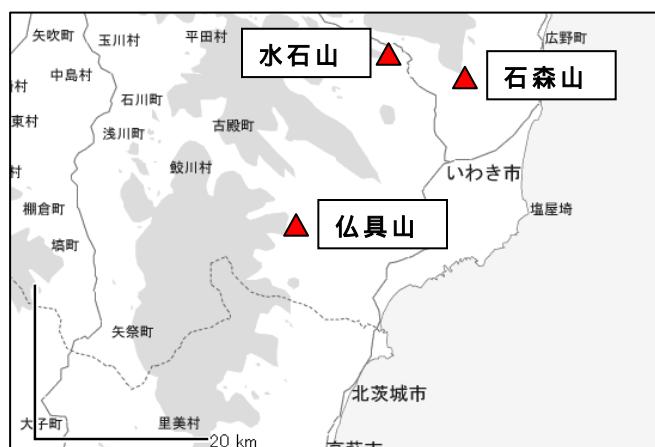 矢吹町
玉川村
平田村
広野町
水石山
中島村
石森山
村
石川町
東村
古殿町
浅川町
鮫川村
いわき市
村
棚倉町
塩屋埼
仏具山
塙町
矢祭町
北茨城市
大子町
里美村
20 km